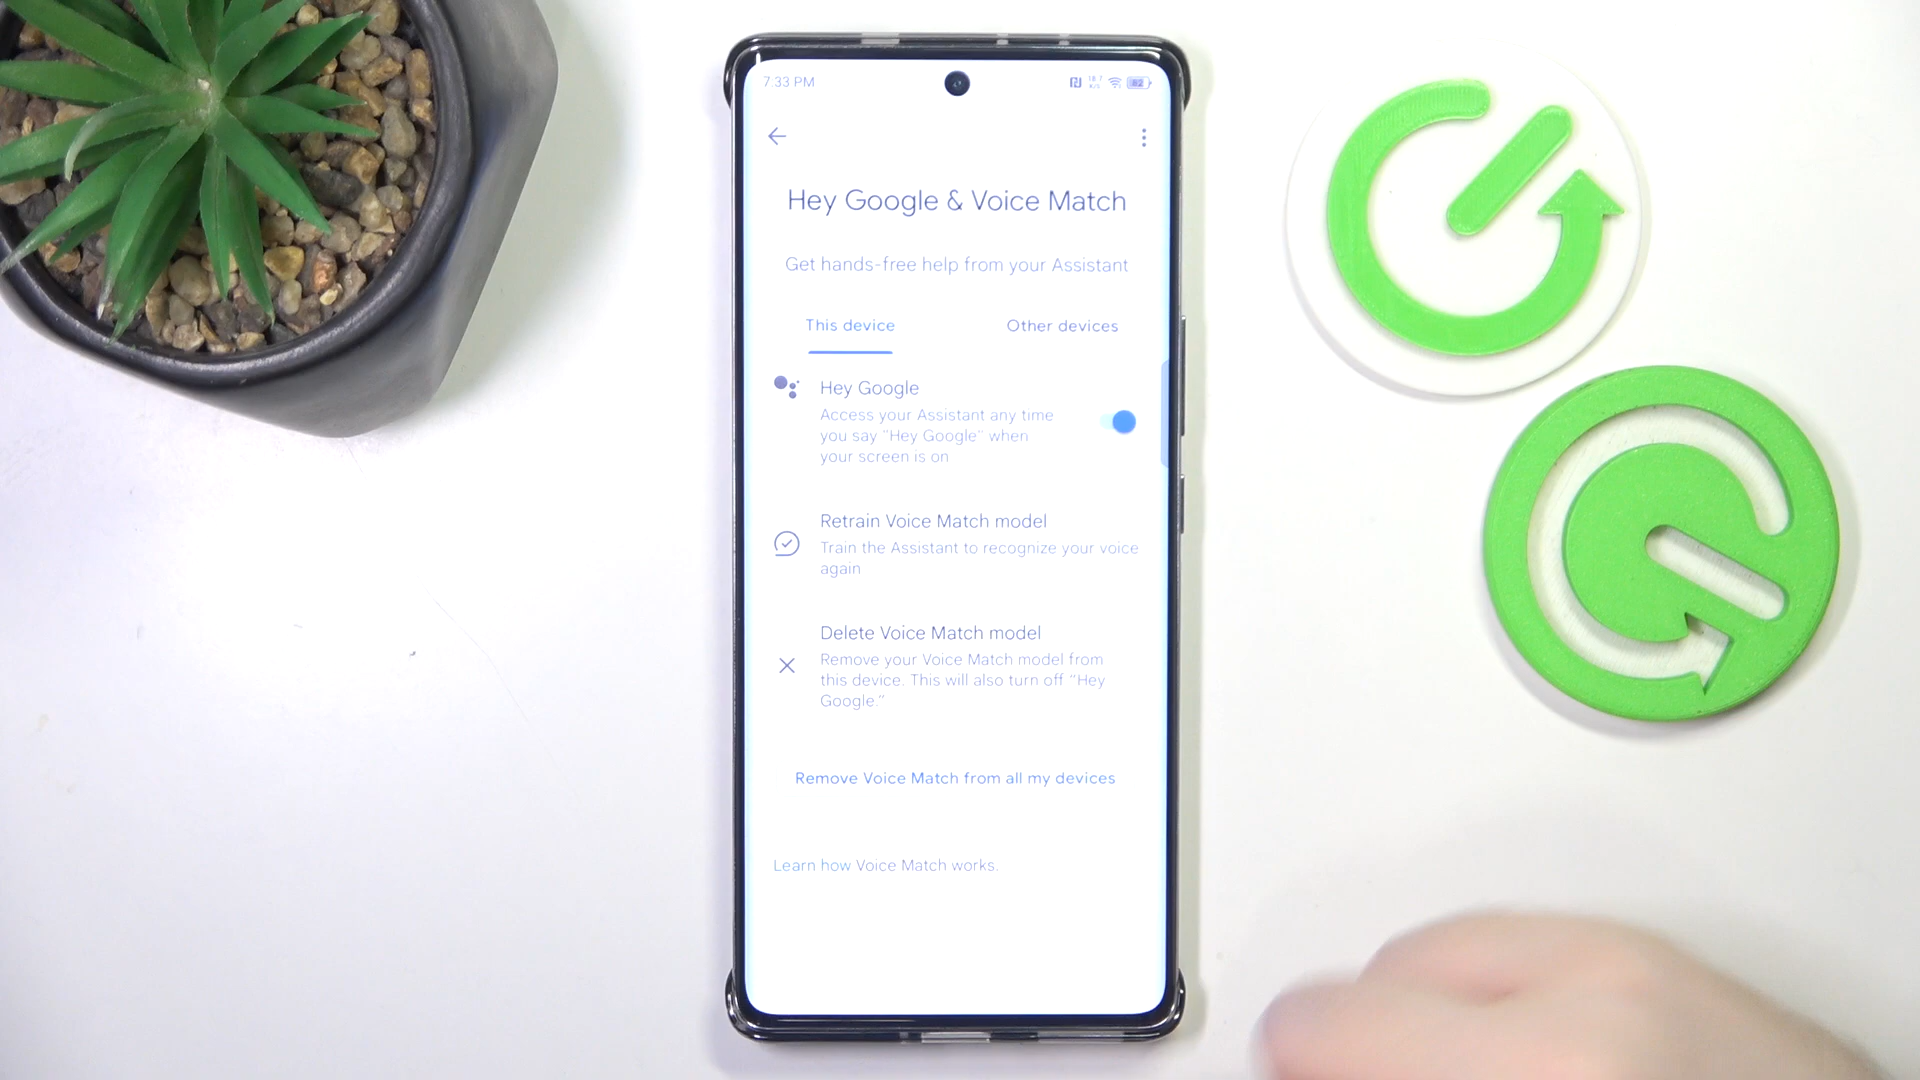 7:33 PM
82
Hey Google & Voice Match
Get hands-free help from your Assistant
This device
Other devices
Hey Google
Access your Assistant any time
you say "Hey Google" when
your screen is on
Retrain Voice Match model
Train the Assistant to recognize your voice
again
Delete Voice Match model
Remove your Voice Match model from
this device. This will also turn off "Hey
Google."
Remove Voice Match from all my devices
Learn how Voice Match works.